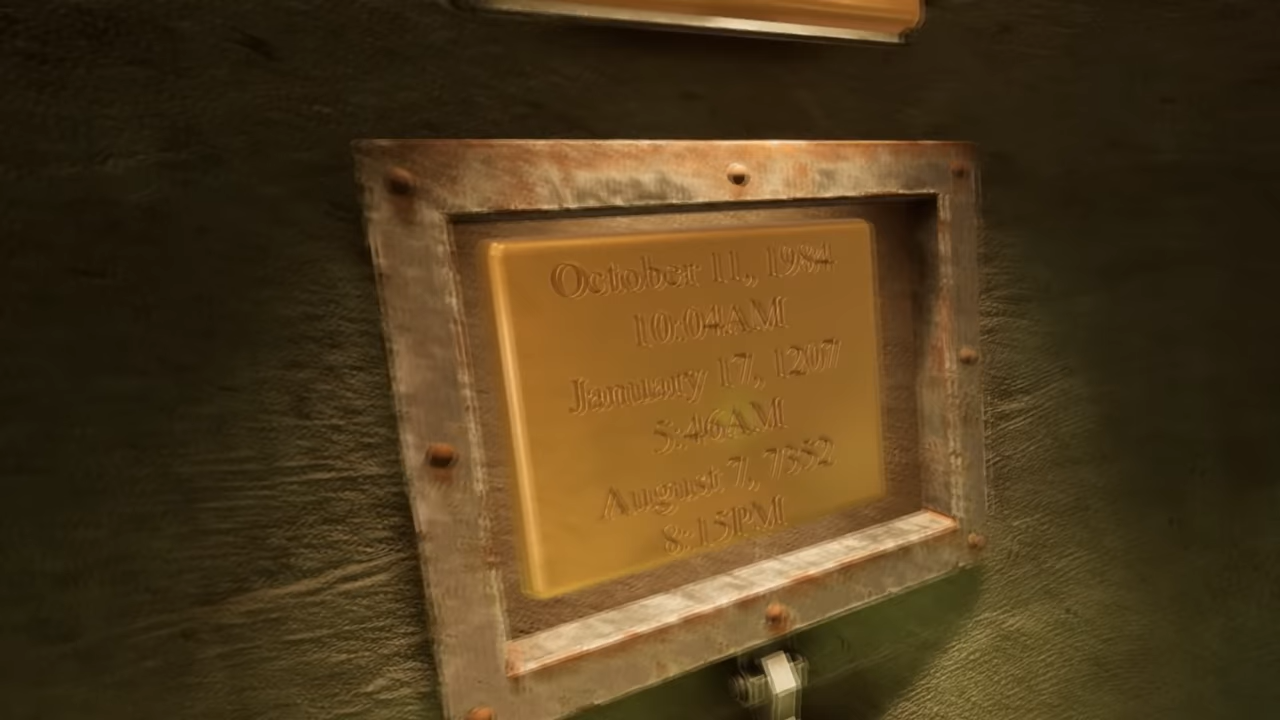 October 11, 1984
10:04AM
January 17, 1207
5:46AM
August 7, 7352
8:15PM